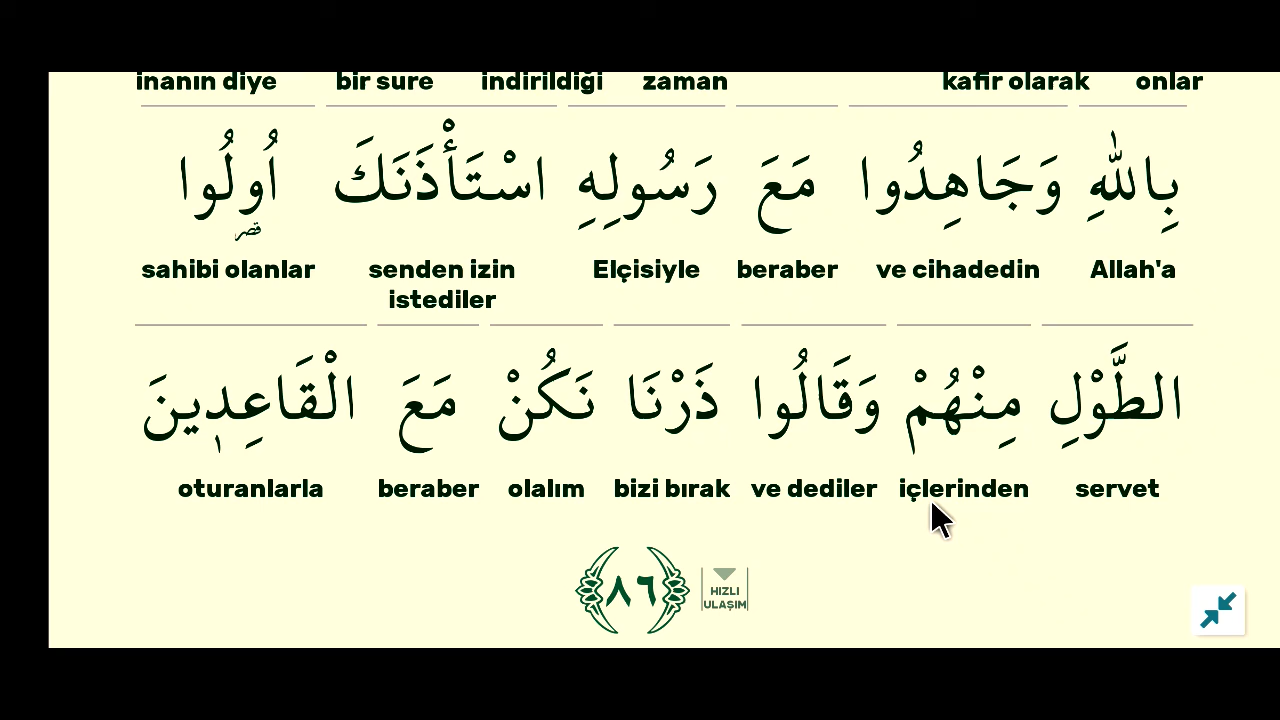 inanın diye bir sure indirildiği zaman kafir olarak onlar
بِاللّٰهِ وَجَاهِدُوا مَعَ رَسُولِهِ اسْتَأْذَنَكَ اُو۬لُوا
قصر
sahibi olanlar senden izin istediler Elçisiyle beraber ve cihadedin Allah'a
الطَّوْلِ مِنْهُمْ وَقَالُوا ذَرْنَا نَكُنْ مَعَ الْقَاعِد۪ينَ
oturanlarla beraber olalım bizi bırak ve dediler içlerinden servet
٨٦
HIZLI
ULAŞIM